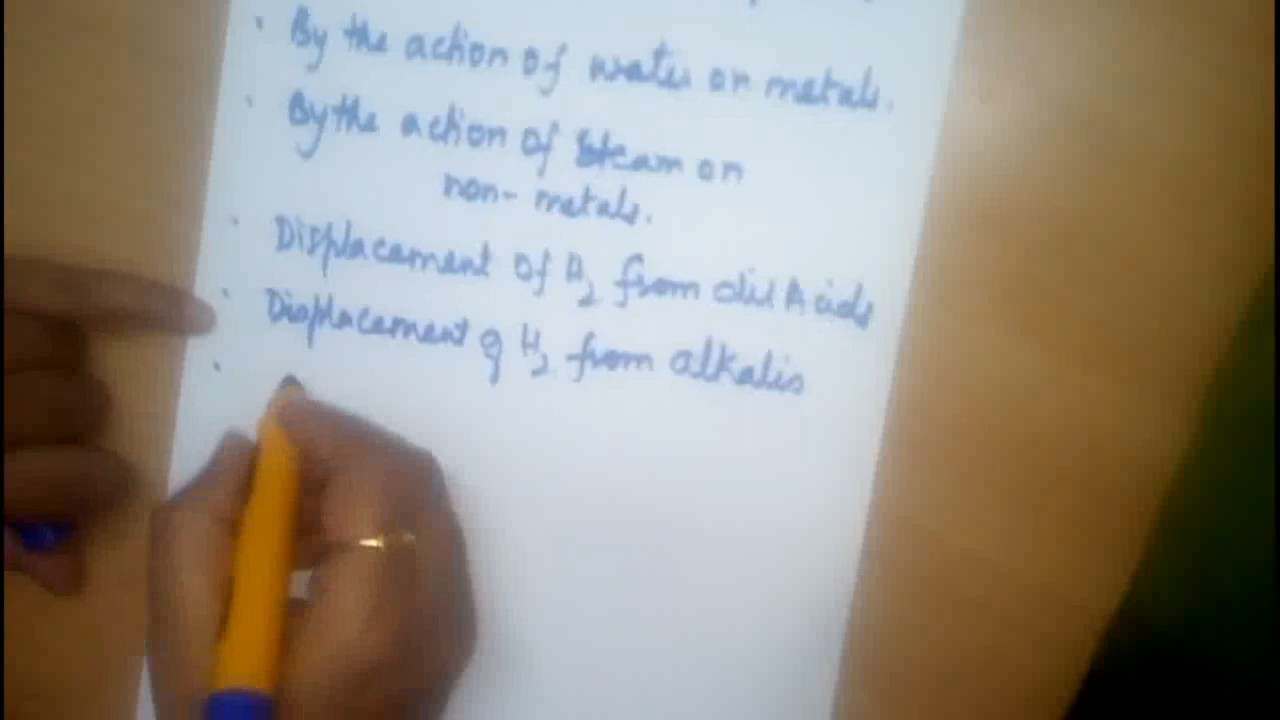 · By the action of water on metals.
· By the action of Steam on
non-metals.
· Displacement of H₂ from dil Acids
· Displacement of H₂ from alkalis
·